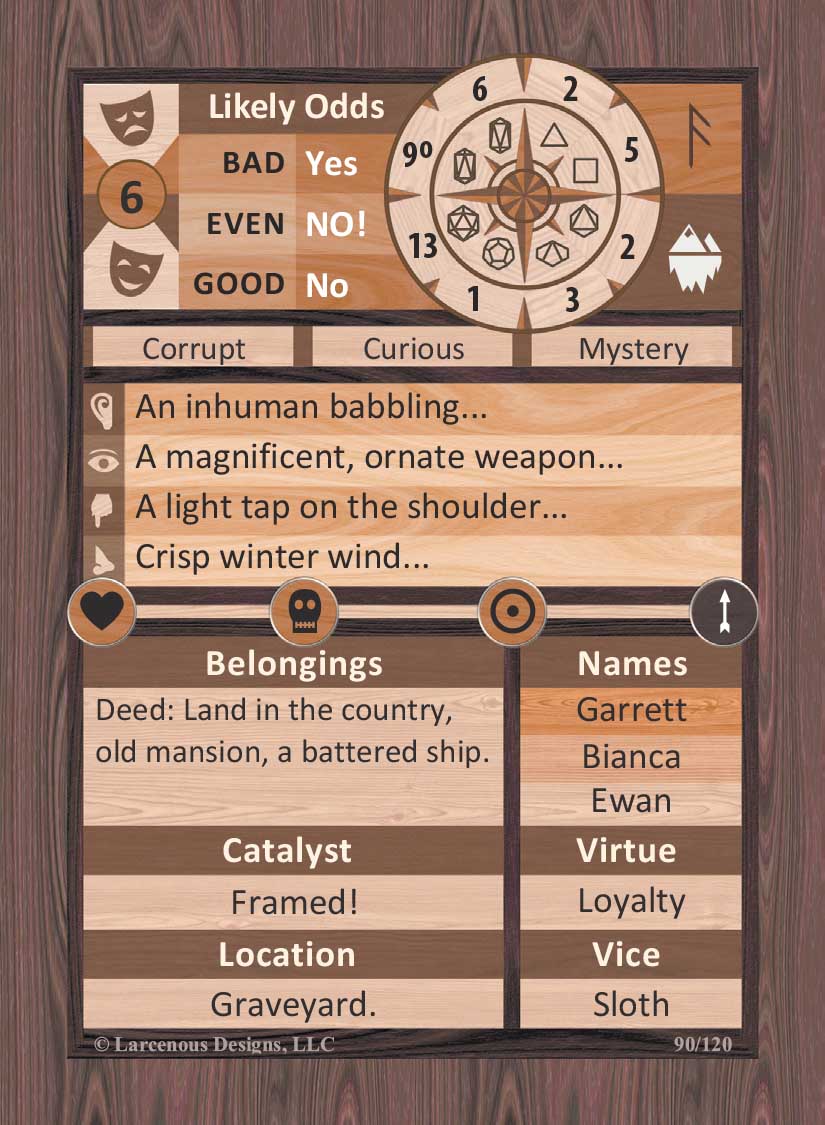 Likely Odds
6
BAD Yes
EVEN NO!
GOOD No
6 2
9º 5
13 2
1 3
Corrupt Curious Mystery
An inhuman babbling...
A magnificent, ornate weapon...
A light tap on the shoulder...
Crisp winter wind...
Belongings
Deed: Land in the country,
old mansion, a battered ship.
Names
Garrett
Bianca
Ewan
Catalyst
Framed!
Virtue
Loyalty
Location
Graveyard.
Vice
Sloth
© Larcenous Designs, LLC 90/120